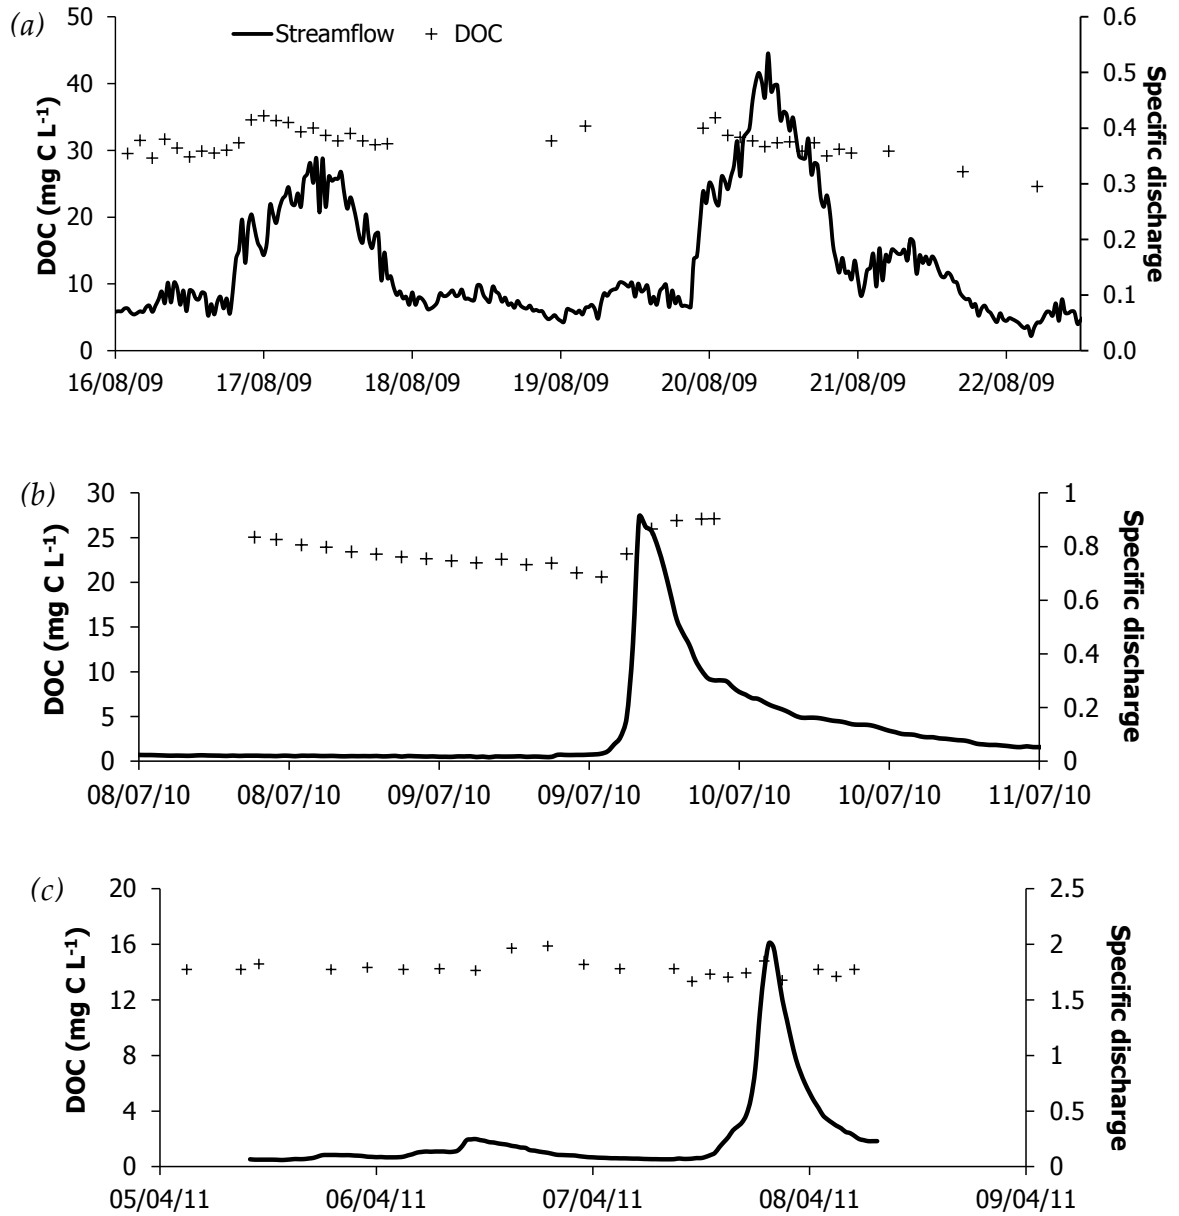 (a)
50
0.6
Streamflow
DOC
40
0.5
30
0.4
0.3
20
0.2
10
0.1
0
0.0
DOC (mg C L⁻¹)
Specific discharge
16/08/09 17/08/09 18/08/09 19/08/09 20/08/09 21/08/09 22/08/09
(b)
30
1
25
0.8
20
0.6
15
0.4
10
0.2
5
0
0
DOC (mg C L⁻¹)
Specific discharge
08/07/10 08/07/10 09/07/10 09/07/10 10/07/10 10/07/10 11/07/10
(c)
20
2.5
16
2
12
1.5
8
1
4
0.5
0
0
DOC (mg C L⁻¹)
Specific discharge
05/04/11 06/04/11 07/04/11 08/04/11 09/04/11